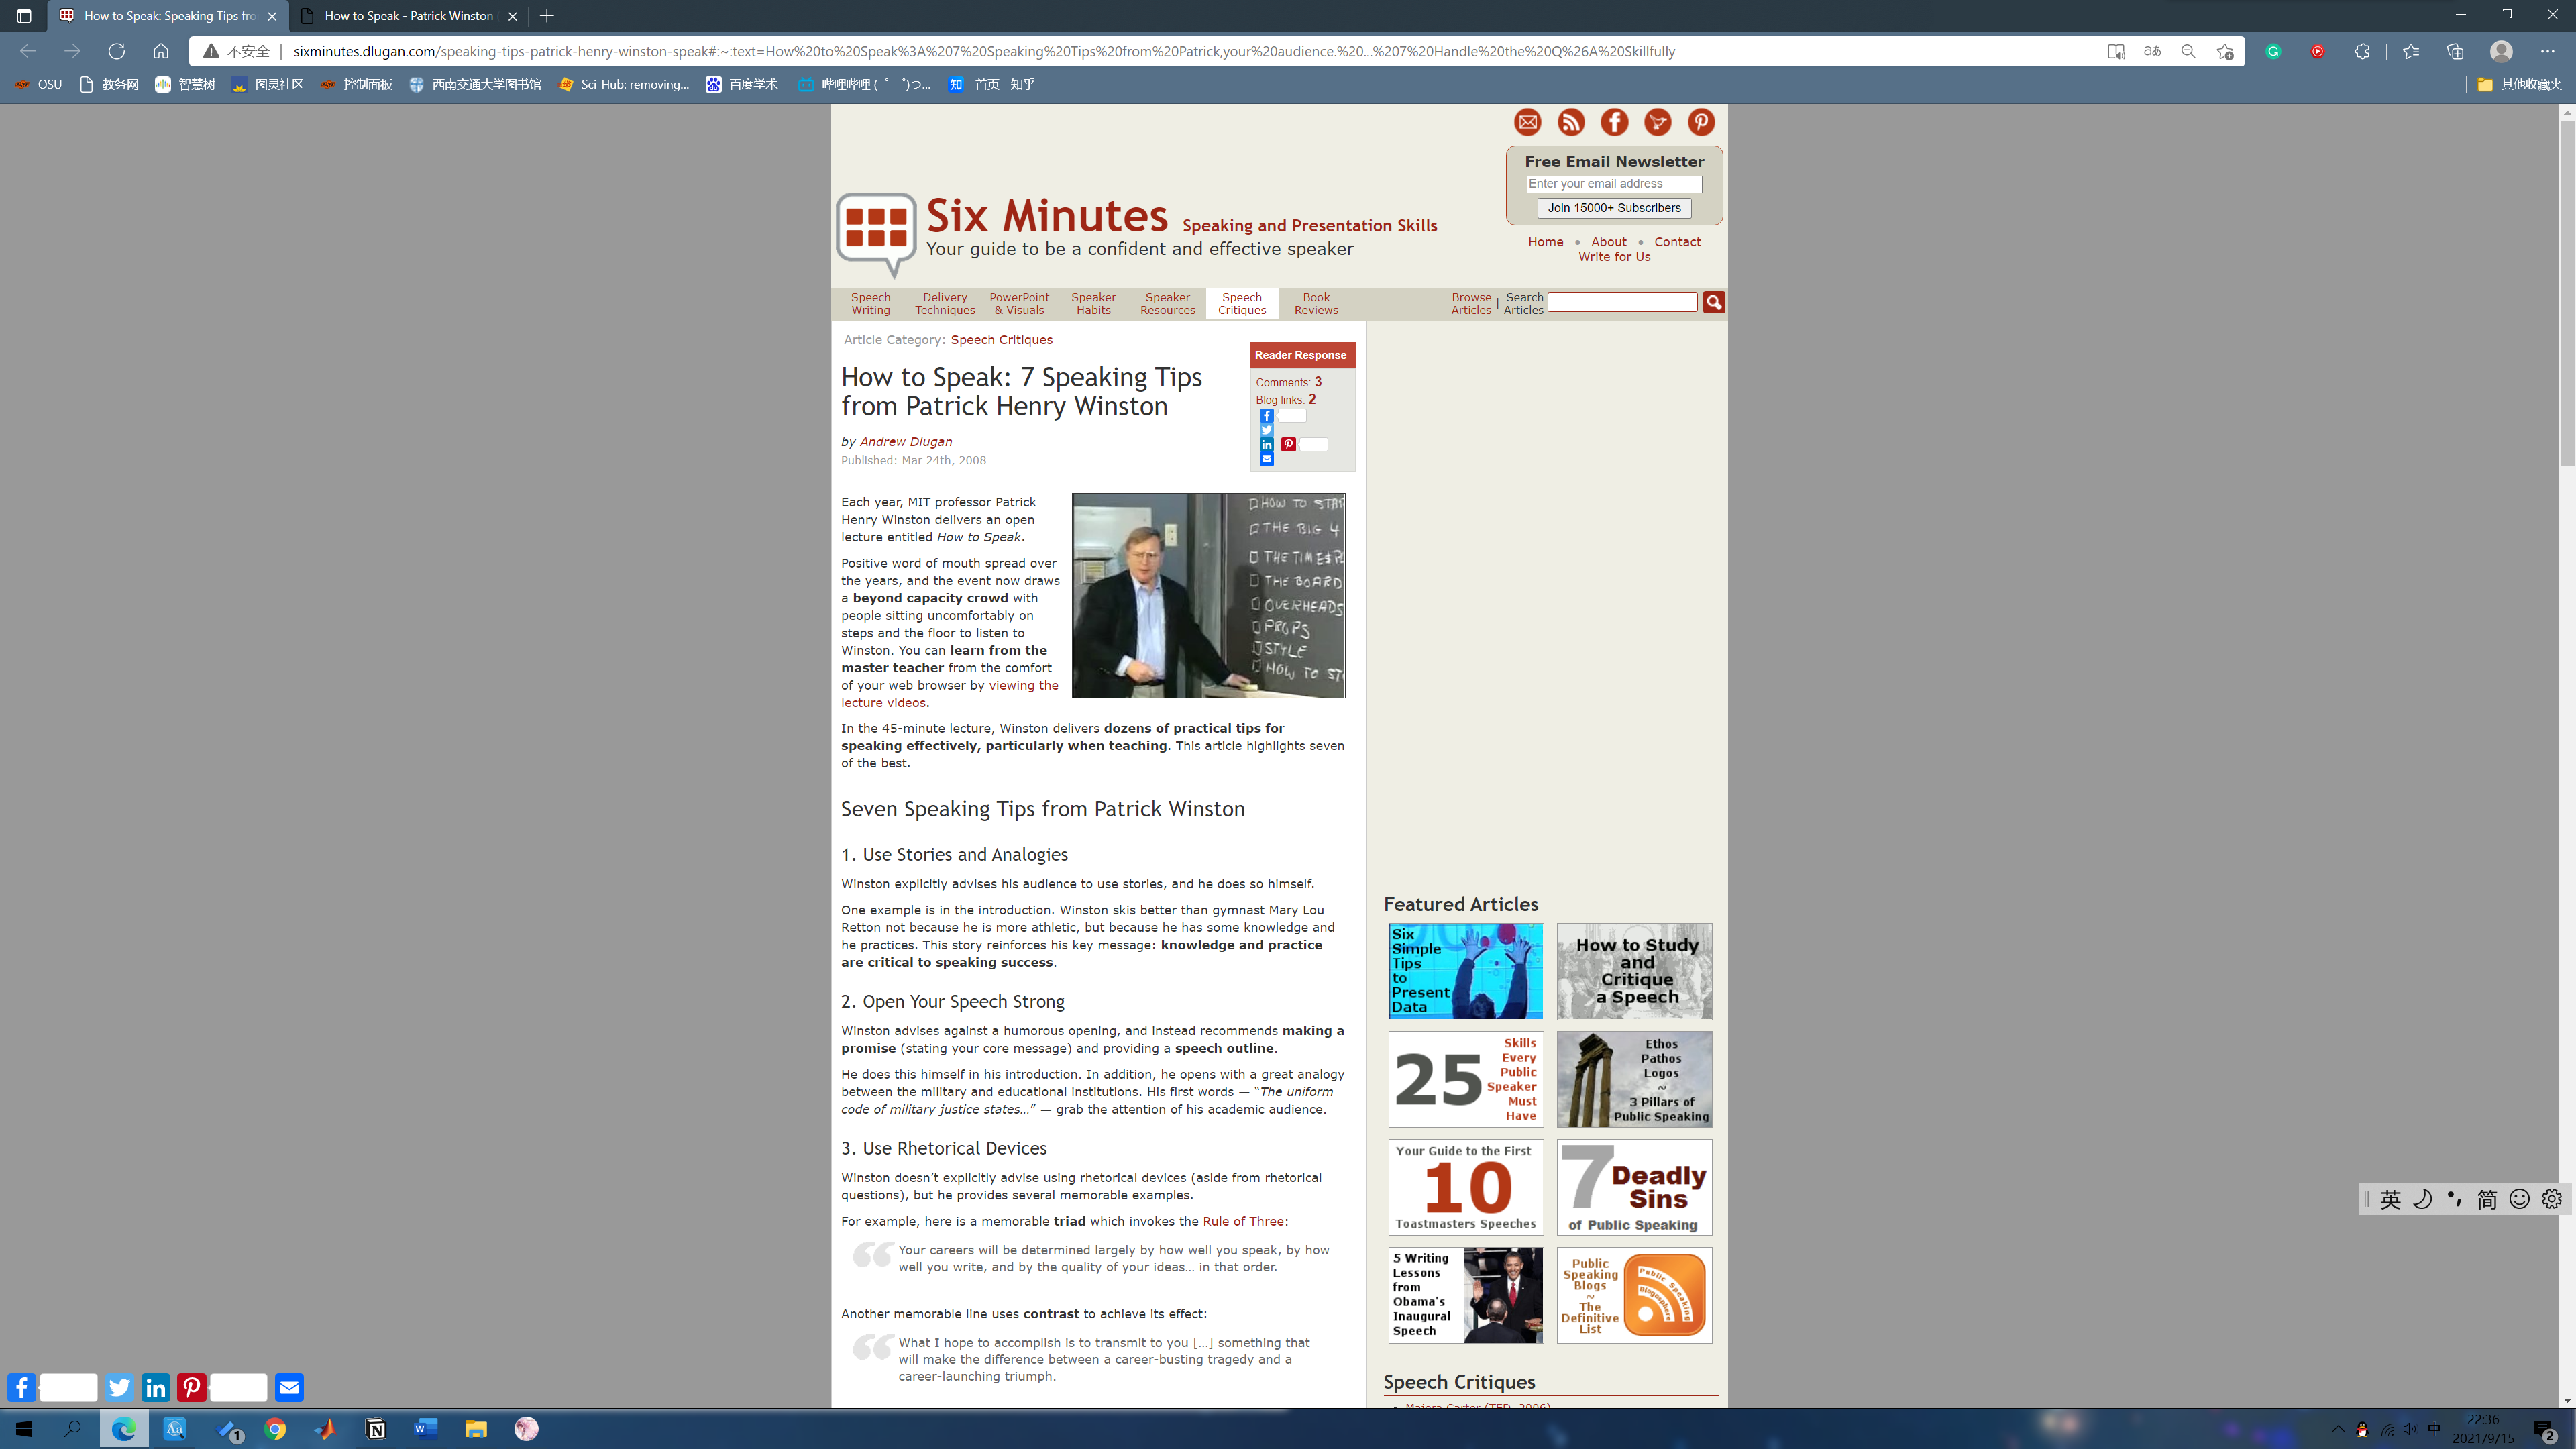 How to Speak: Speaking Tips fro
How to Speak - Patrick Winston
不安全
sixminutes.dlugan.com/speaking-tips-patrick-henry-winston-speak#:~:text=How%20to%20Speak%3A%207%20Speaking%20Tips%20from%20Patrick,your%20audience.%20...%207%20Handle%20the%20Q%26A%20Skillfully
OSU 教务网 智慧树 图灵社区 控制面板 西南交通大学图书馆 Sci-Hub: removing... 百度学术 哔哩哔哩 (゜-゜)つ... 首页 - 知乎 其他收藏夹
Free Email Newsletter
Enter your email address
Join 15000+ Subscribers
Home • About • Contact
Write for Us
Six Minutes Speaking and Presentation Skills
Your guide to be a confident and effective speaker
Speech Writing
Delivery Techniques
PowerPoint & Visuals
Speaker Habits
Speaker Resources
Speech Critiques
Book Reviews
Browse Articles
Search Articles
Article Category: Speech Critiques
How to Speak: 7 Speaking Tips
from Patrick Henry Winston
by Andrew Dlugan
Published: Mar 24th, 2008
Reader Response
Comments: 3
Blog links: 2
Each year, MIT professor Patrick
Henry Winston delivers an open
lecture entitled How to Speak.
Positive word of mouth spread over
the years, and the event now draws
a beyond capacity crowd with
people sitting uncomfortably on
steps and the floor to listen to
Winston. You can learn from the
master teacher from the comfort
of your web browser by viewing the
lecture videos.
HOW TO STAR
THE BIG 4
THE TIME & PL
THE BOARD
OVERHEADS
PROPS
STYLE
HOW TO ST
In the 45-minute lecture, Winston delivers dozens of practical tips for
speaking effectively, particularly when teaching. This article highlights seven
of the best.
Seven Speaking Tips from Patrick Winston
1. Use Stories and Analogies
Winston explicitly advises his audience to use stories, and he does so himself.
One example is in the introduction. Winston skis better than gymnast Mary Lou
Retton not because he is more athletic, but because he has some knowledge and
he practices. This story reinforces his key message: knowledge and practice
are critical to speaking success.
2. Open Your Speech Strong
Winston advises against a humorous opening, and instead recommends making a
promise (stating your core message) and providing a speech outline.
He does this himself in his introduction. In addition, he opens with a great analogy
between the military and educational institutions. His first words — “The uniform
code of military justice states…” — grab the attention of his academic audience.
3. Use Rhetorical Devices
Winston doesn’t explicitly advise using rhetorical devices (aside from rhetorical
questions), but he provides several memorable examples.
For example, here is a memorable triad which invokes the Rule of Three:
Your careers will be determined largely by how well you speak, by how
well you write, and by the quality of your ideas… in that order.
Another memorable line uses contrast to achieve its effect:
What I hope to accomplish is to transmit to you […] something that
will make the difference between a career-busting tragedy and a
career-launching triumph.
Featured Articles
Six
Simple
Tips
to
Present
Data
How to Study
and
Critique
a Speech
25
Skills
Every
Public
Speaker
Must
Have
Ethos
Pathos
Logos
~
3 Pillars of
Public Speaking
Your Guide to the First
10
Toastmasters Speeches
7 Deadly
Sins
of Public Speaking
5 Writing
Lessons
from
Obama's
Inaugural
Speech
Public
Speaking
Blogs
~
The
Definitive
List
Public Speaking
Blogosphere
Speech Critiques
Majora Carter (TED, 2006)
英 简
1
中
22:36
2021/9/15
2